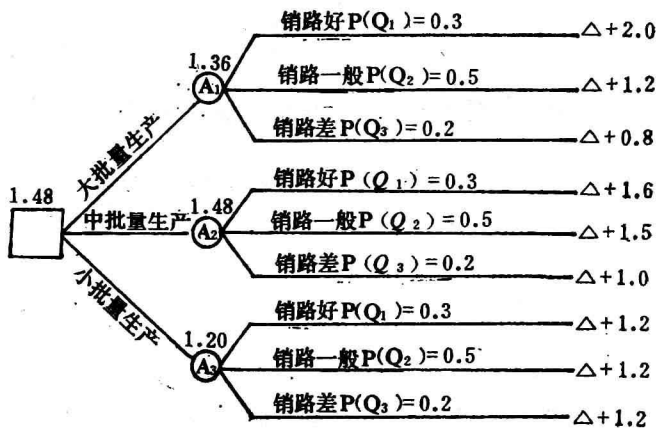 销路好P(Q₁)=0.3 △+2.0
1.36
A₁
销路一般P(Q₂)=0.5 △+1.2
销路差P(Q₃)=0.2 △+0.8
大批量生产
销路好P(Q₁)=0.3 △+1.6
1.48
中批量生产
1.48
A₂
销路一般P(Q₂)=0.5 △+1.5
销路差P(Q₃)=0.2 △+1.0
小批量生产
销路好P(Q₁)=0.3 △+1.2
1.20
A₃
销路一般P(Q₂)=0.5 △+1.2
销路差P(Q₃)=0.2 △+1.2